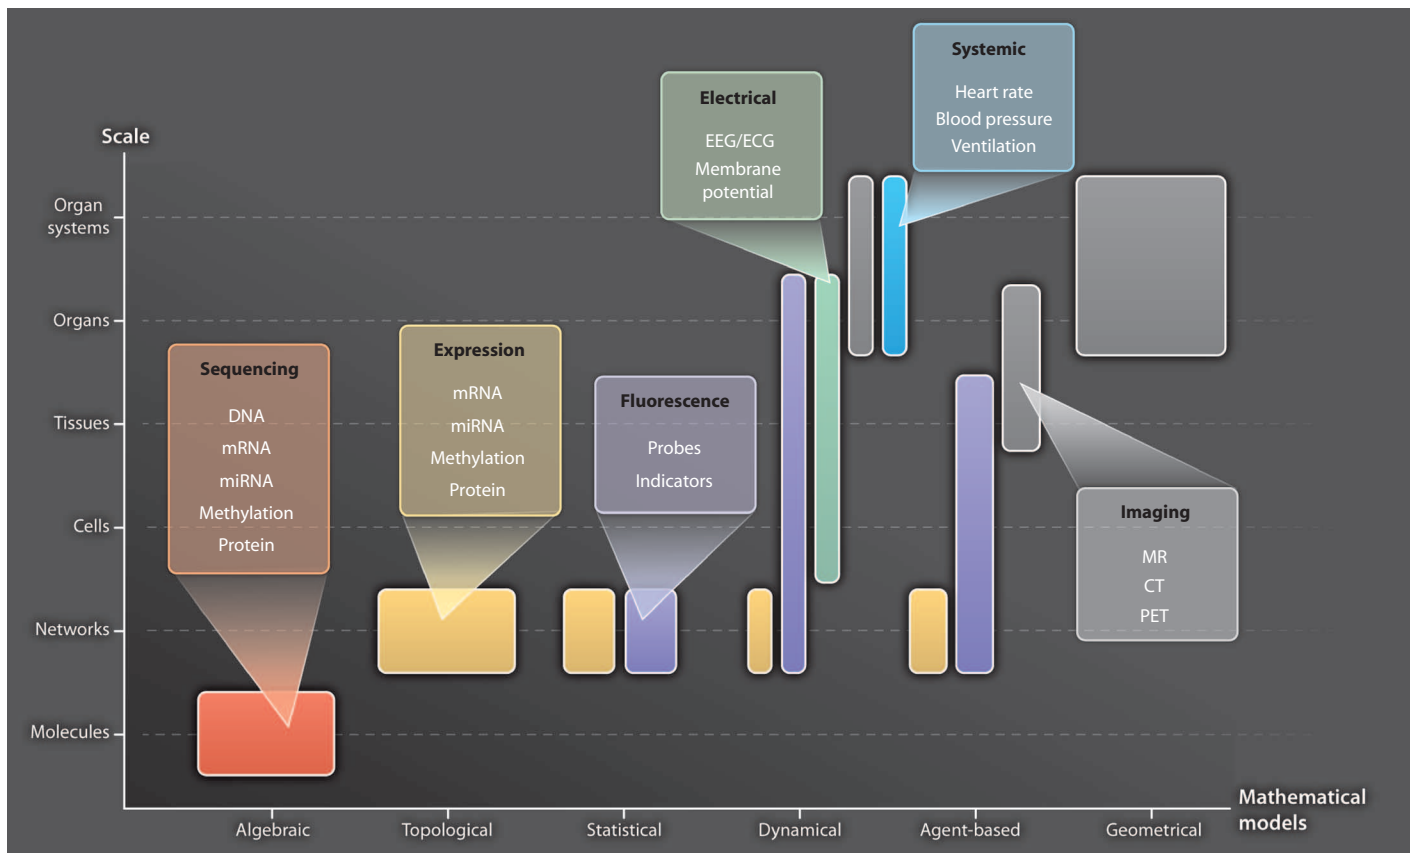 Systemic
Heart rate
Blood pressure
Ventilation
Electrical
EEG/ECG
Membrane
potential
Scale
Organ
systems
Organs
Tissues
Cells
Networks
Molecules
Sequencing
DNA
mRNA
miRNA
Methylation
Protein
Expression
mRNA
miRNA
Methylation
Protein
Fluorescence
Probes
Indicators
Imaging
MR
CT
PET
Algebraic
Topological
Statistical
Dynamical
Agent-based
Geometrical
Mathematical
models